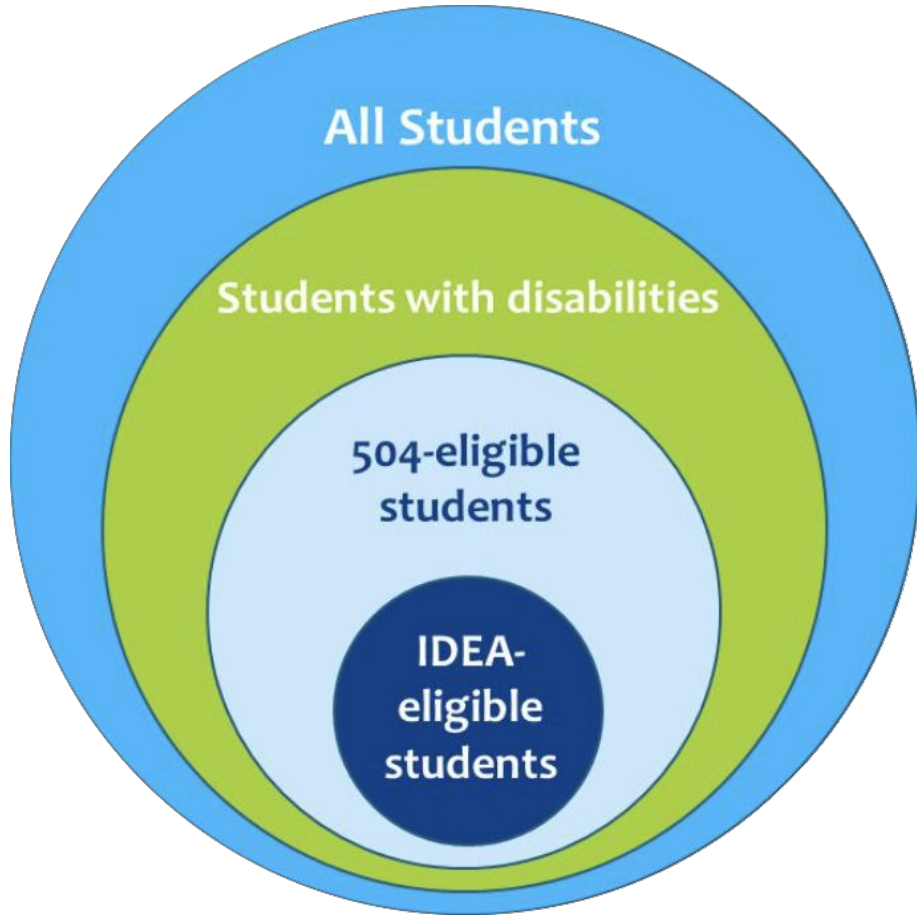 All Students
Students with disabilities
504-eligible
students
IDEA-
eligible
students